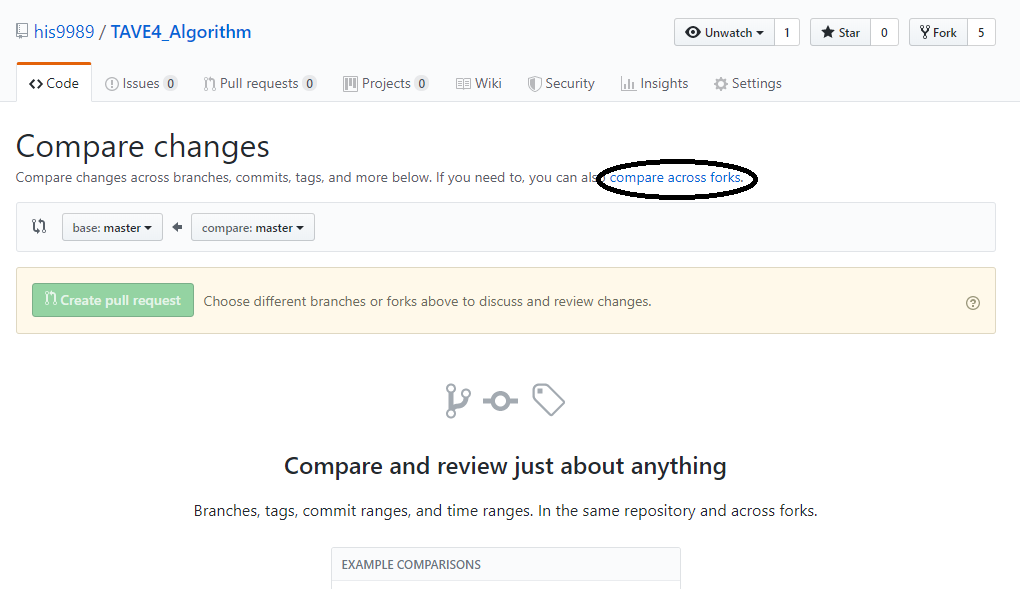 his9989 / TAVE4_Algorithm
Unwatch 1 Star 0 Fork 5
Code Issues 0 Pull requests 0 Projects 0 Wiki Security Insights Settings
Compare changes
Compare changes across branches, commits, tags, and more below. If you need to, you can also compare across forks.
base: master compare: master
Create pull request Choose different branches or forks above to discuss and review changes.
Compare and review just about anything
Branches, tags, commit ranges, and time ranges. In the same repository and across forks.
EXAMPLE COMPARISONS